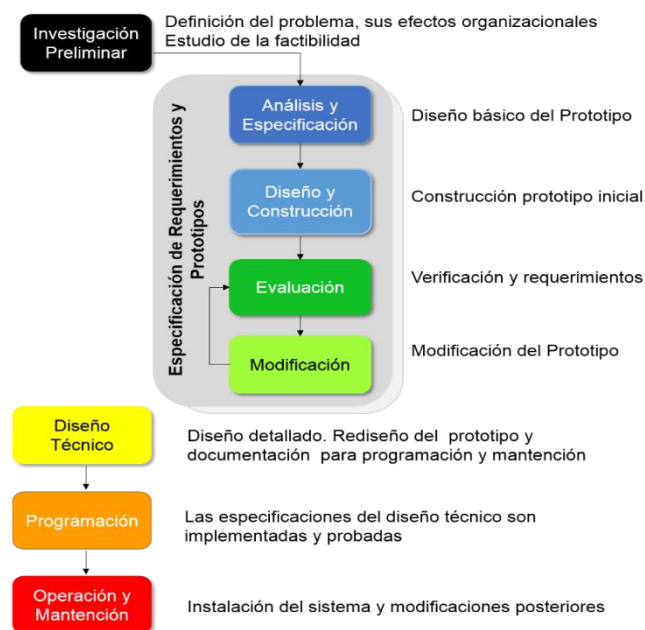 Investigación
Preliminar
Definición del problema, sus efectos organizacionales
Estudio de la factibilidad
Especificación de Requerimientos y
Prototipos
Análisis y
Especificación
Diseño básico del Prototipo
Diseño y
Construcción
Construcción prototipo inicial
Evaluación
Verificación y requerimientos
Modificación
Modificación del Prototipo
Diseño
Técnico
Diseño detallado. Rediseño del prototipo y
documentación para programación y mantención
Programación
Las especificaciones del diseño técnico son
implementadas y probadas
Operación y
Mantención
Instalación del sistema y modificaciones posteriores